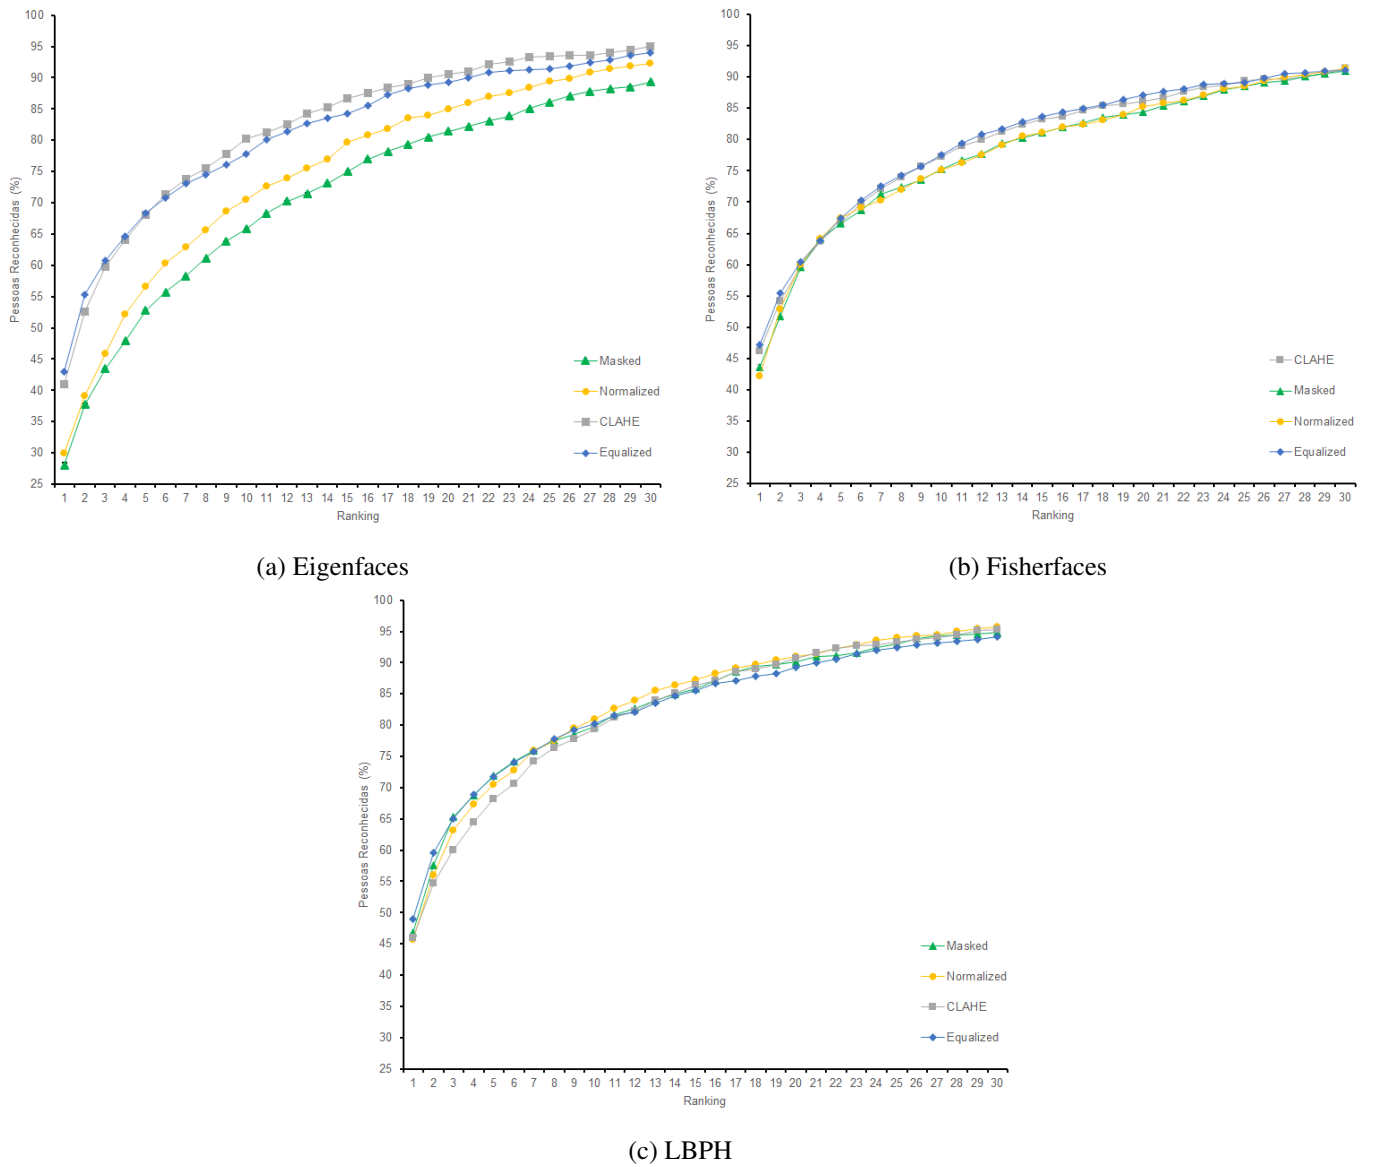 100
95
90
85
80
75
70
65
60
55
50
45
40
35
30
25
Pessoas Reconhecidas (%)
Masked
Normalized
CLAHE
Equalized
1 2 3 4 5 6 7 8 9 10 11 12 13 14 15 16 17 18 19 20 21 22 23 24 25 26 27 28 29 30
Ranking
(a) Eigenfaces
100
95
90
85
80
75
70
65
60
55
50
45
40
35
30
25
Pessoas Reconhecidas (%)
CLAHE
Masked
Normalized
Equalized
1 2 3 4 5 6 7 8 9 10 11 12 13 14 15 16 17 18 19 20 21 22 23 24 25 26 27 28 29 30
Ranking
(b) Fisherfaces
100
95
90
85
80
75
70
65
60
55
50
45
40
35
30
25
Pessoas Reconhecidas (%)
Masked
Normalized
CLAHE
Equalized
1 2 3 4 5 6 7 8 9 10 11 12 13 14 15 16 17 18 19 20 21 22 23 24 25 26 27 28 29 30
Ranking
(c) LBPH